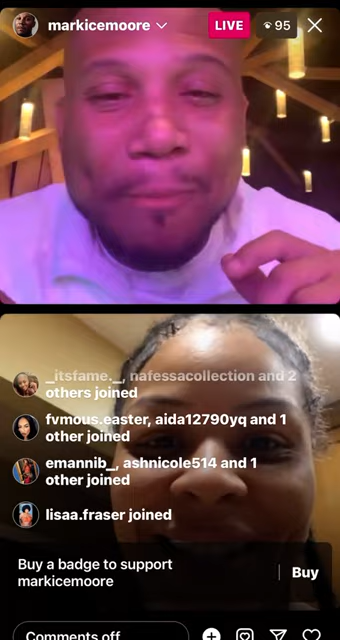 markicemoore LIVE 95
_itsfame._, nafessacollection and 2
others joined
fvmous.easter, aida12790yq and 1
other joined
emannib_, ashnicole514 and 1
other joined
lisaa.fraser joined
Buy a badge to support
markicemoore
Buy
Comments off